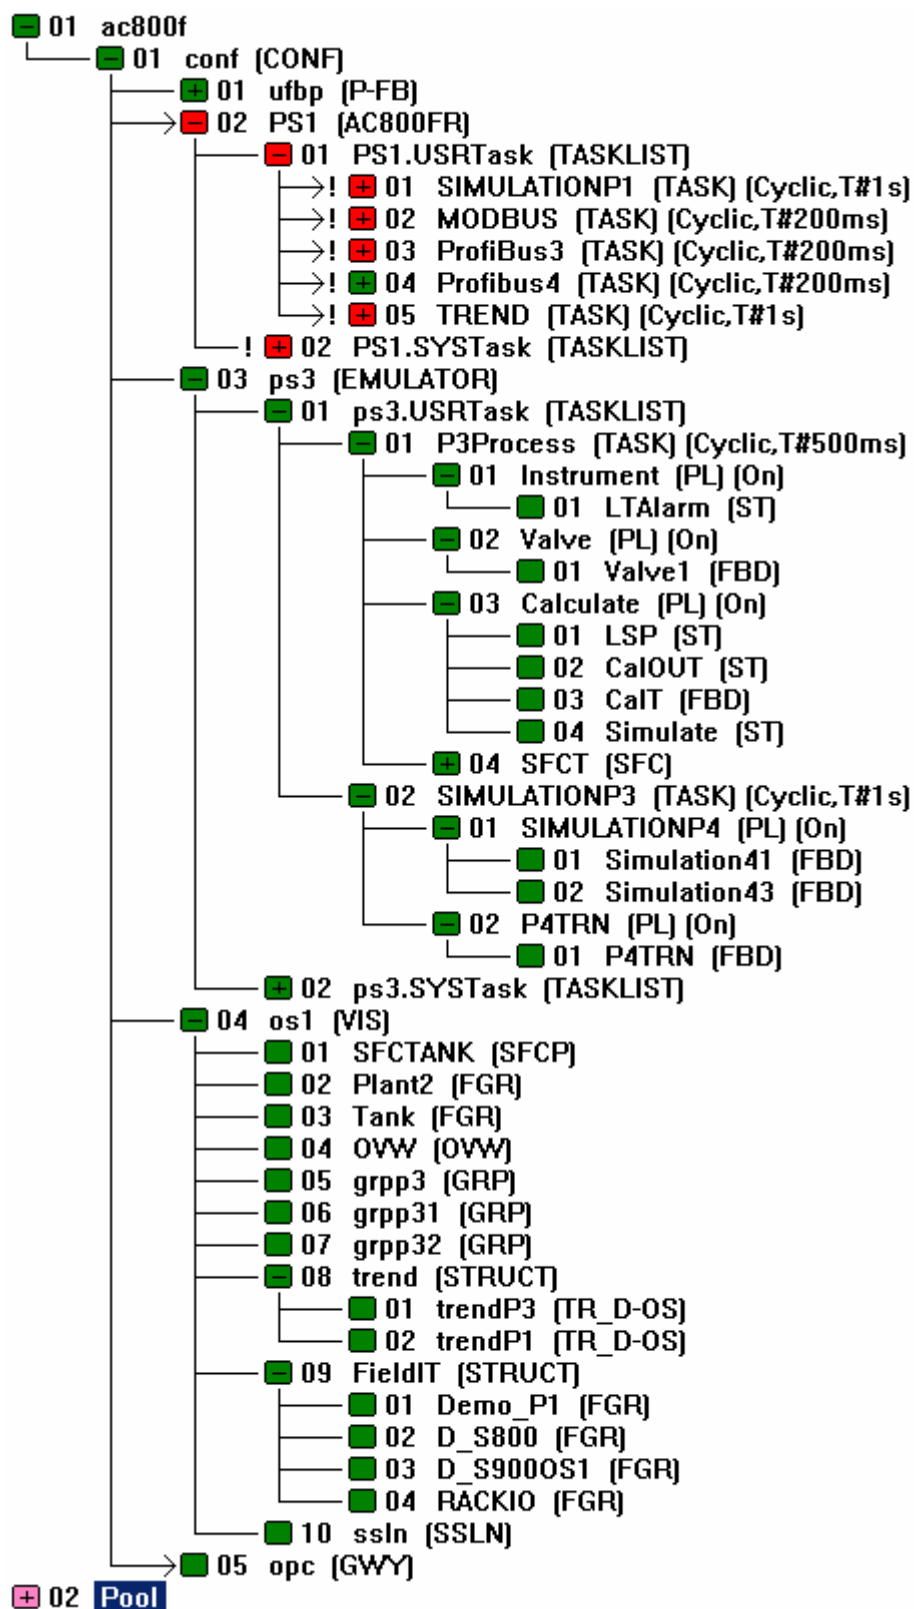 01 ac800f
01 conf (CONF)
01 ufbp (P-FB)
02 PS1 (AC800FR)
01 PS1.USRTask (TASKLIST)
! 01 SIMULATIONP1 (TASK) (Cyclic,T#1s)
! 02 MODBUS (TASK) (Cyclic,T#200ms)
! 03 ProfiBus3 (TASK) (Cyclic,T#200ms)
! 04 Profibus4 (TASK) (Cyclic,T#200ms)
! 05 TREND (TASK) (Cyclic,T#1s)
! 02 PS1.SYSTask (TASKLIST)
03 ps3 (EMULATOR)
01 ps3.USRTask (TASKLIST)
01 P3Process (TASK) (Cyclic,T#500ms)
01 Instrument (PL) (On)
01 LTAlarm (ST)
02 Valve (PL) (On)
01 Valve1 (FBD)
03 Calculate (PL) (On)
01 LSP (ST)
02 CalOUT (ST)
03 CalT (FBD)
04 Simulate (ST)
04 SFCT (SFC)
02 SIMULATIONP3 (TASK) (Cyclic,T#1s)
01 SIMULATIONP4 (PL) (On)
01 Simulation41 (FBD)
02 Simulation43 (FBD)
02 P4TRN (PL) (On)
01 P4TRN (FBD)
02 ps3.SYSTask (TASKLIST)
04 os1 (VIS)
01 SFCTANK (SFCP)
02 Plant2 (FGR)
03 Tank (FGR)
04 OVW (OVW)
05 grpp3 (GRP)
06 grpp31 (GRP)
07 grpp32 (GRP)
08 trend (STRUCT)
01 trendP3 (TR_D-OS)
02 trendP1 (TR_D-OS)
09 FieldIT (STRUCT)
01 Demo_P1 (FGR)
02 D_S800 (FGR)
03 D_S900OS1 (FGR)
04 RACKIO (FGR)
10 ssln (SSLN)
05 opc (GWY)
02 Pool